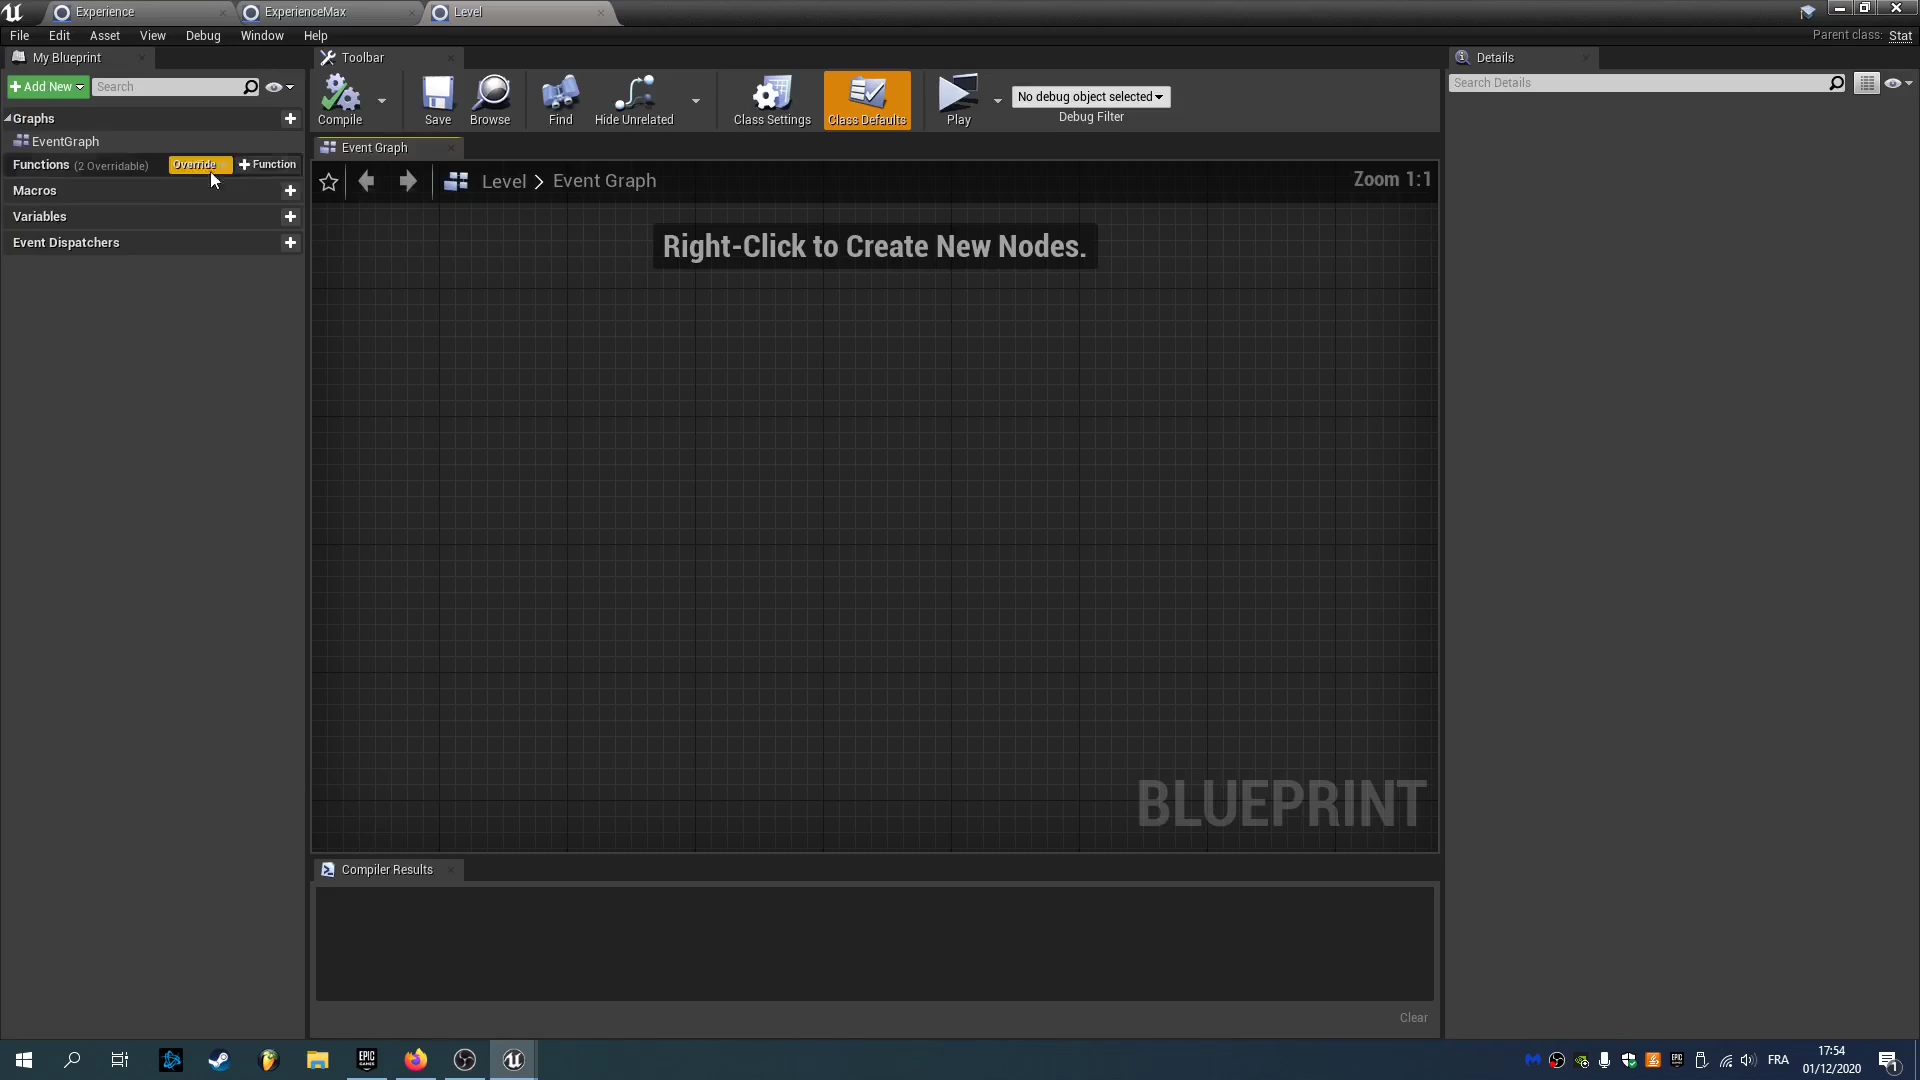 Experience
ExperienceMax
Level
File Edit Asset View Debug Window Help
Parent class: Stat
My Blueprint
Toolbar
Details
Add New
Search
Search Details
Compile
Save
Browse
Find
Hide Unrelated
Class Settings
Class Defaults
Play
No debug object selected
Debug Filter
Graphs
EventGraph
Functions (2 Overridable)
Override
Function
Macros
Variables
Event Dispatchers
Event Graph
Level > Event Graph
Zoom 1:1
Right-Click to Create New Nodes.
BLUEPRINT
Compiler Results
Clear
EPIC GAMES
FRA
17:54
01/12/2020
1